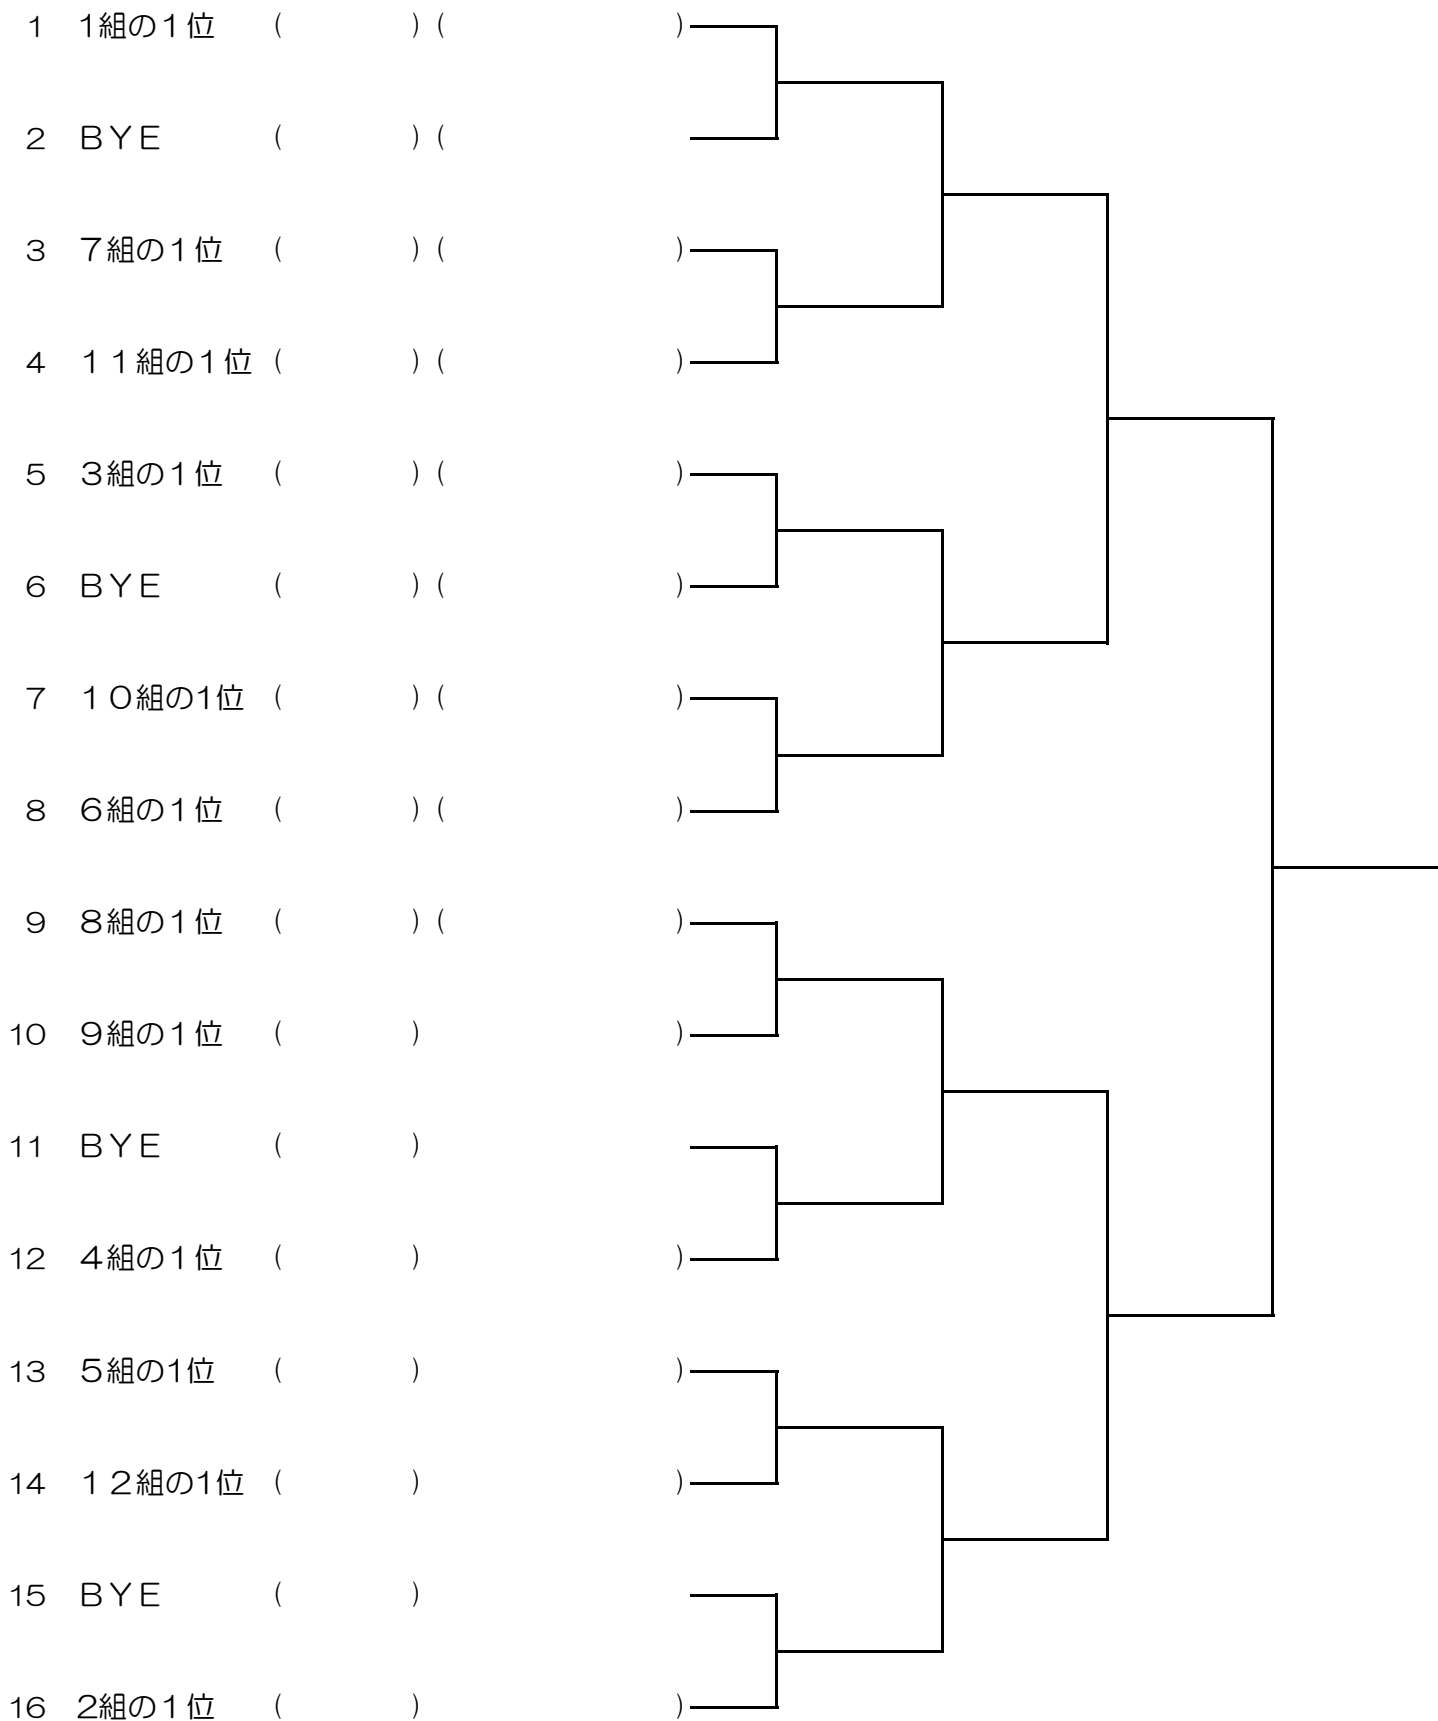 1 1組の１位 ( ) ( )
2 ＢＹＥ ( ) (
3 ７組の１位 ( ) ( )
4 １１組の１位 ( ) ( )
5 ３組の１位 ( ) ( )
6 ＢＹＥ ( ) ( )
7 １０組の1位 ( ) ( )
8 ６組の１位 ( ) ( )
9 ８組の１位 ( ) ( )
10 ９組の１位 ( ) )
11 ＢＹＥ ( )
12 ４組の１位 ( ) )
13 ５組の1位 ( ) )
14 １２組の1位 ( ) )
15 ＢＹＥ ( )
16 2組の１位 ( ) )